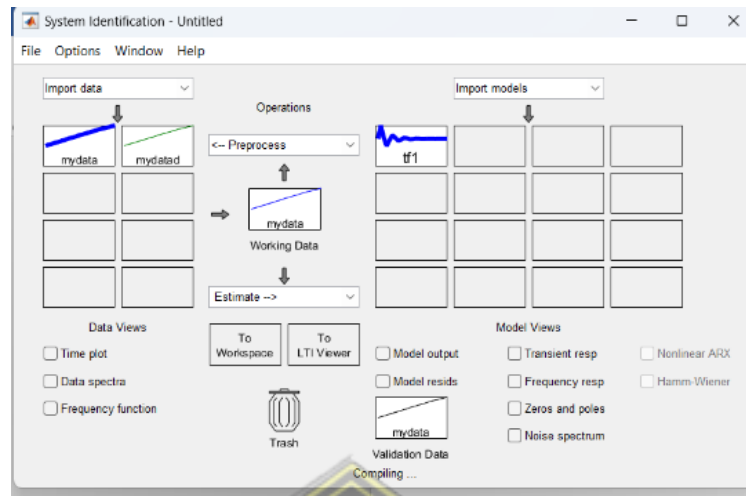 System Identification - Untitled
File Options Window Help
Import data
Import models
Operations
mydata
mydatad
<-- Preprocess
tf1
mydata
Working Data
Estimate -->
Data Views
To Workspace
To LTI Viewer
Model Views
Time plot
Data spectra
Frequency function
Trash
Model output
Model resids
mydata
Validation Data
Transient resp
Frequency resp
Zeros and poles
Noise spectrum
Nonlinear ARX
Hamm-Wiener
Compiling ...